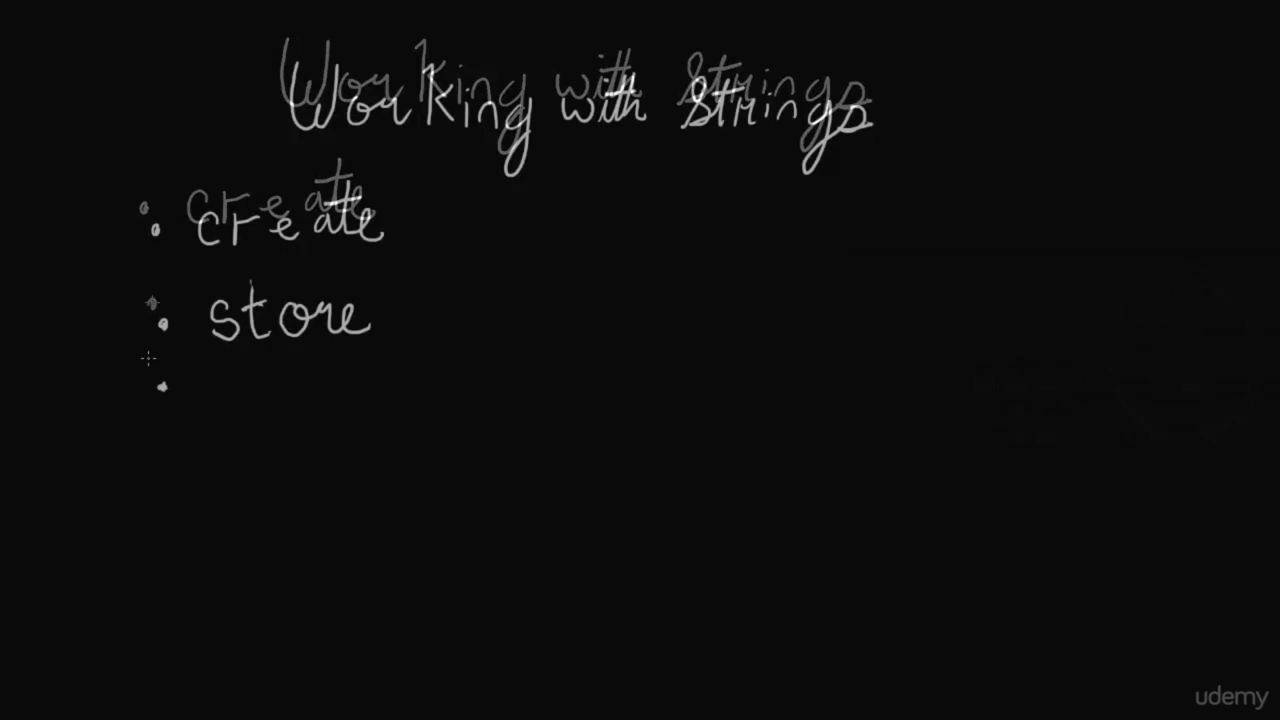 Working with Strings
• create
• store
•
udemy